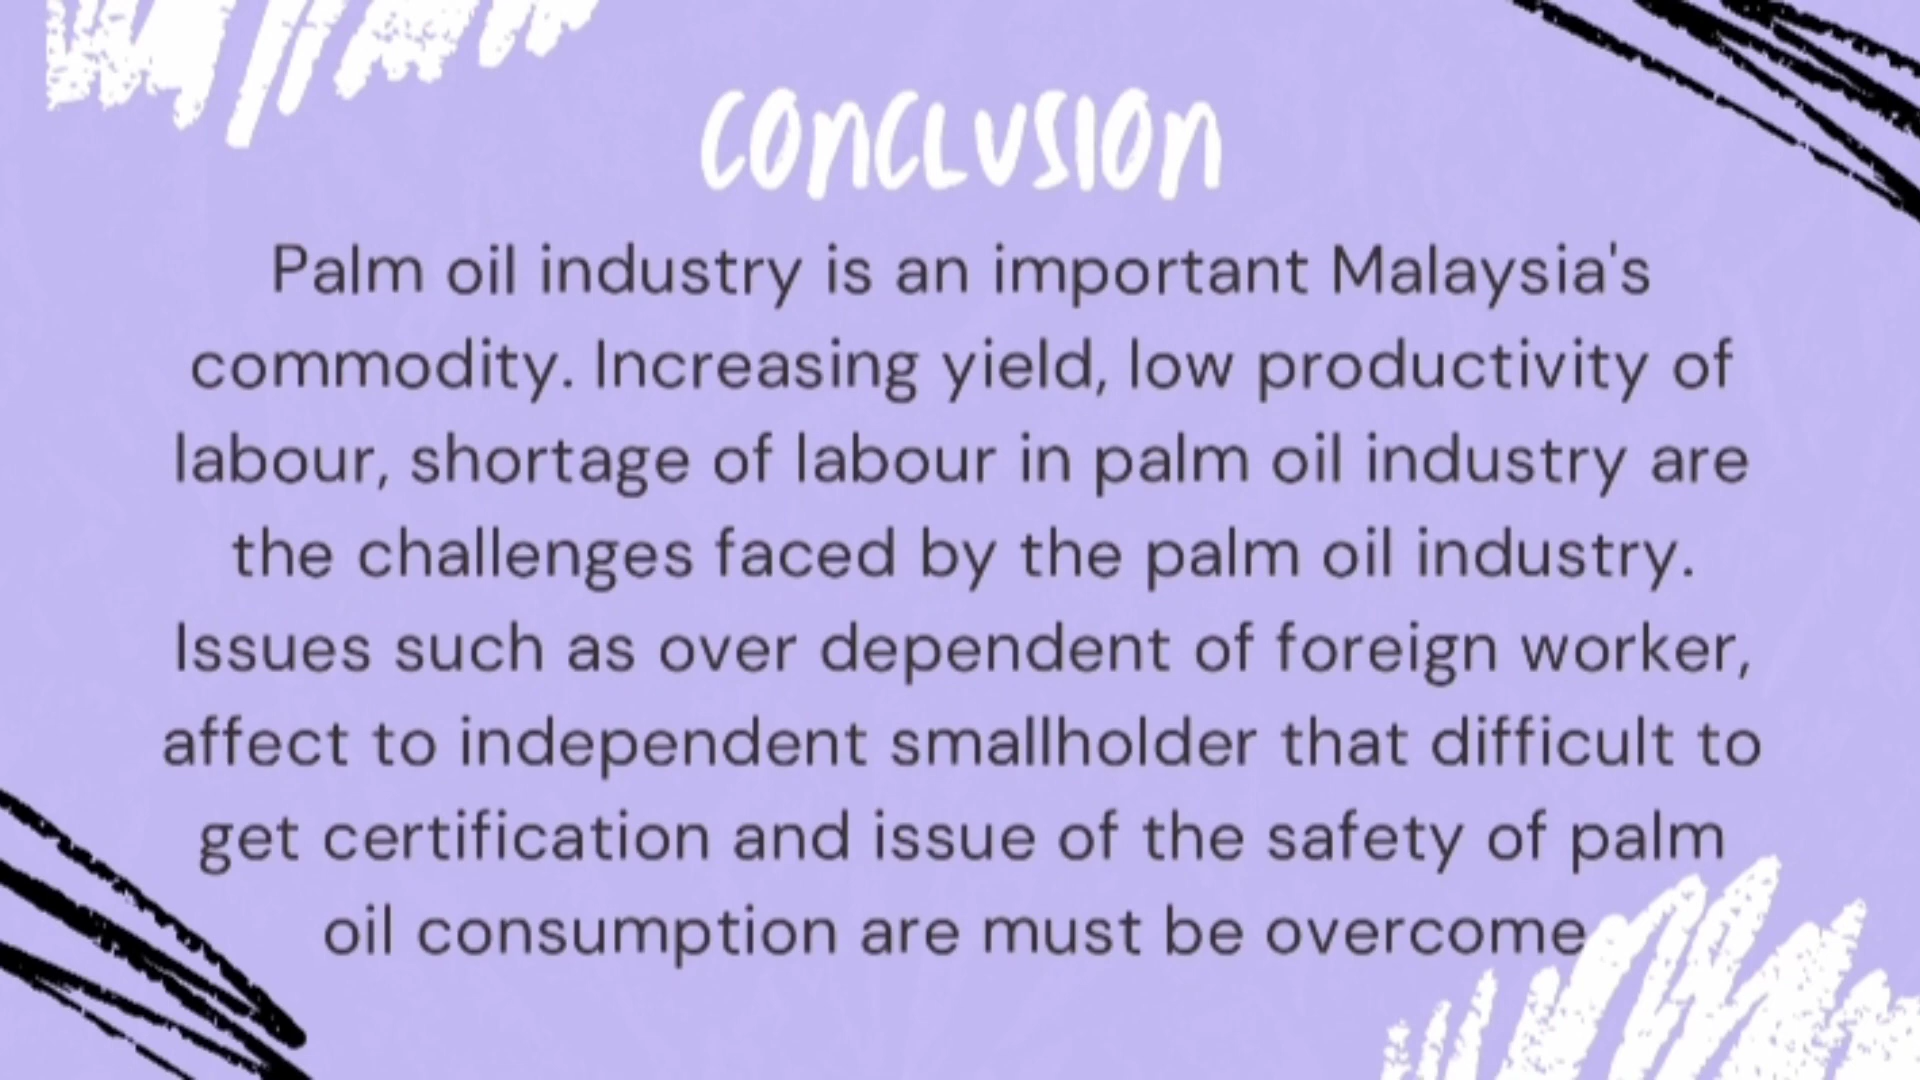 CONCLUSION
Palm oil industry is an important Malaysia's
commodity. Increasing yield, low productivity of
labour, shortage of labour in palm oil industry are
the challenges faced by the palm oil industry.
Issues such as over dependent of foreign worker,
affect to independent smallholder that difficult to
get certification and issue of the safety of palm
oil consumption are must be overcome